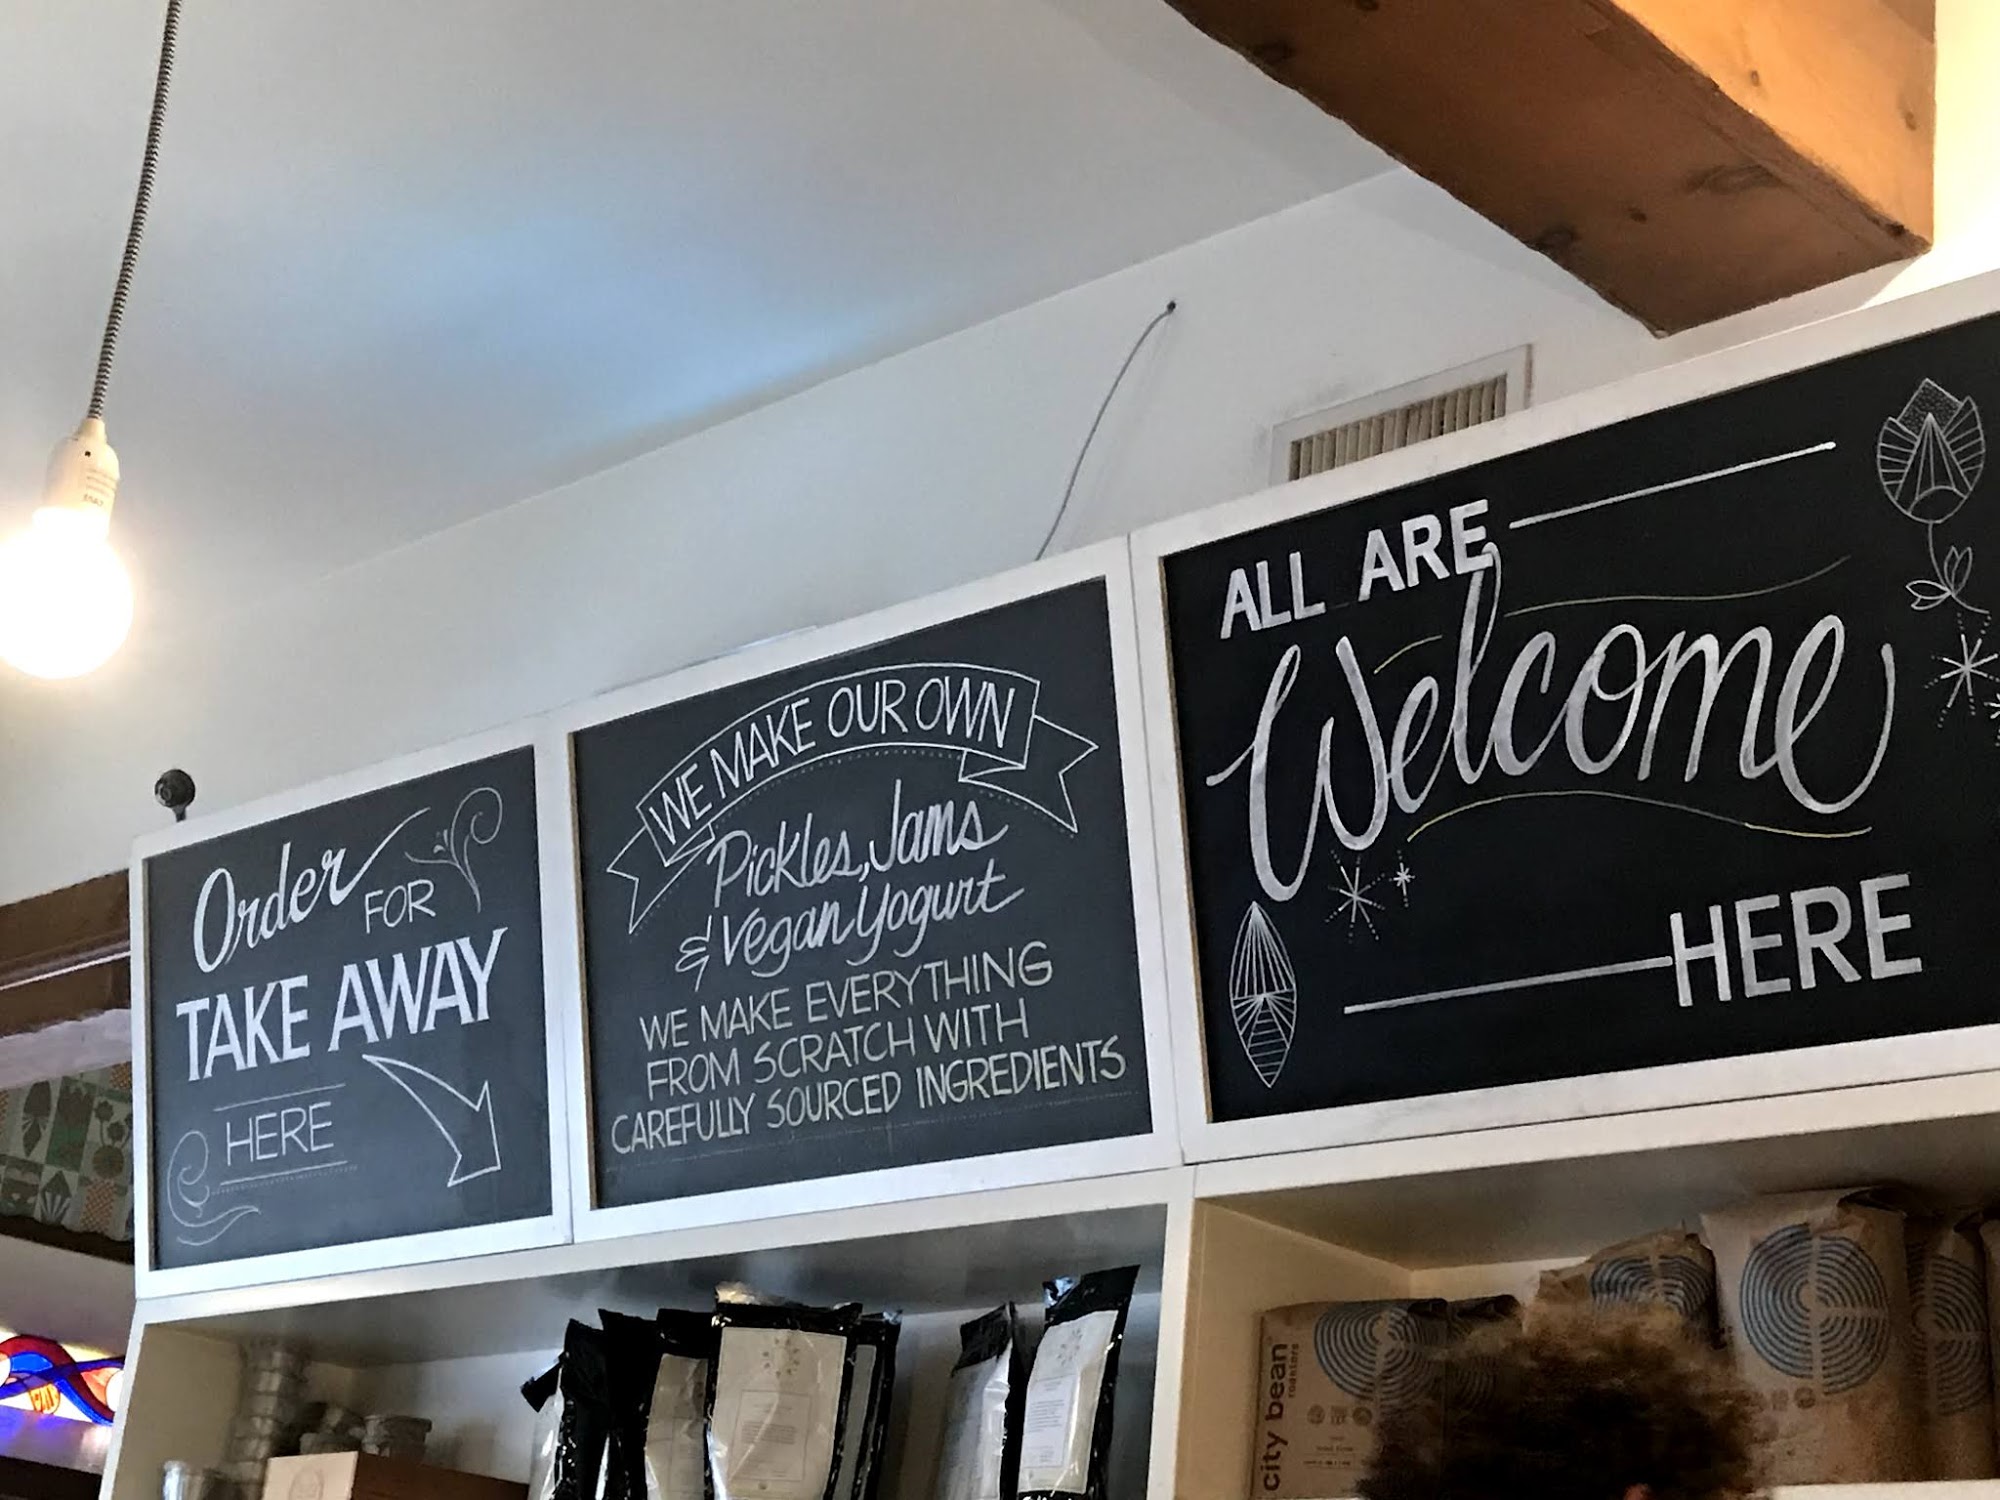 Order
FOR
TAKE AWAY
HERE
WE MAKE OUR OWN
Pickles, Jams
& Vegan Yogurt
WE MAKE EVERYTHING
FROM SCRATCH WITH
CAREFULLY SOURCED INGREDIENTS
ALL ARE
Welcome
HERE
city bean
roasters